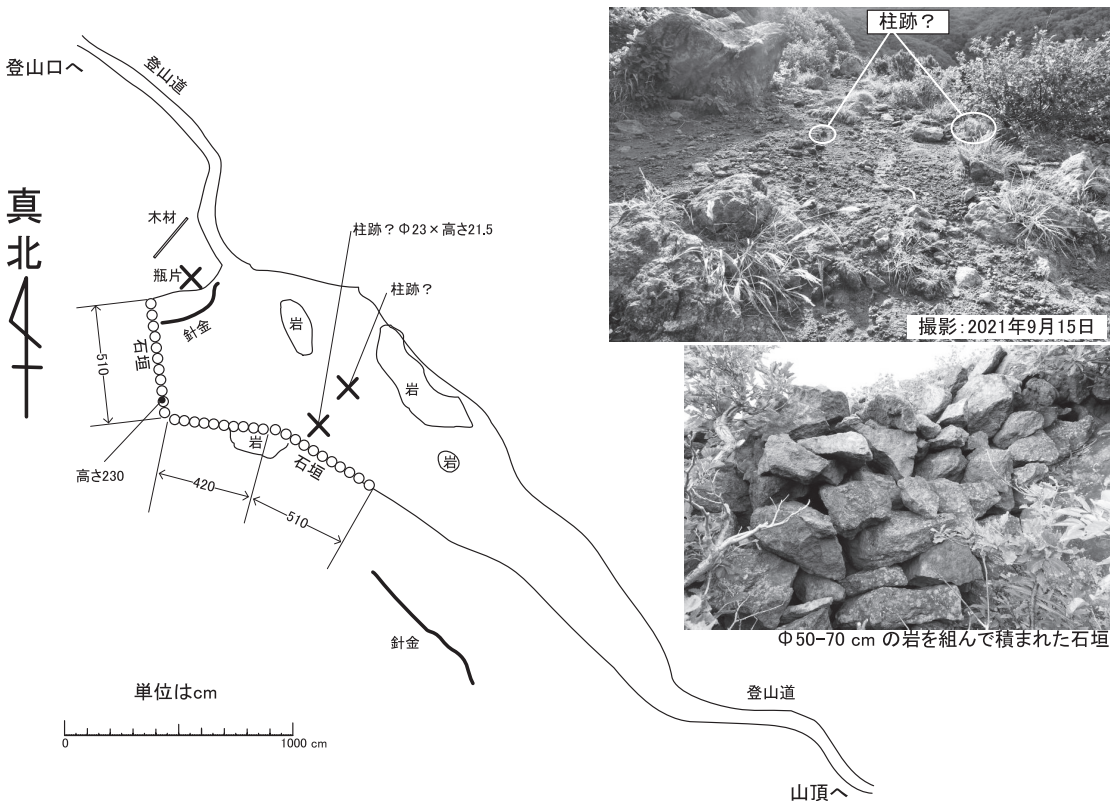 登山口へ
登山道
真北
木材
瓶片
針金
石垣
510
高さ230
420
510
石垣
岩
岩
岩
岩
柱跡?Φ23×高さ21.5
柱跡?
針金
単位はcm
0
1000 cm
登山道
山頂へ
柱跡?
撮影:2021年9月15日
Φ50-70 cm の岩を組んで積まれた石垣